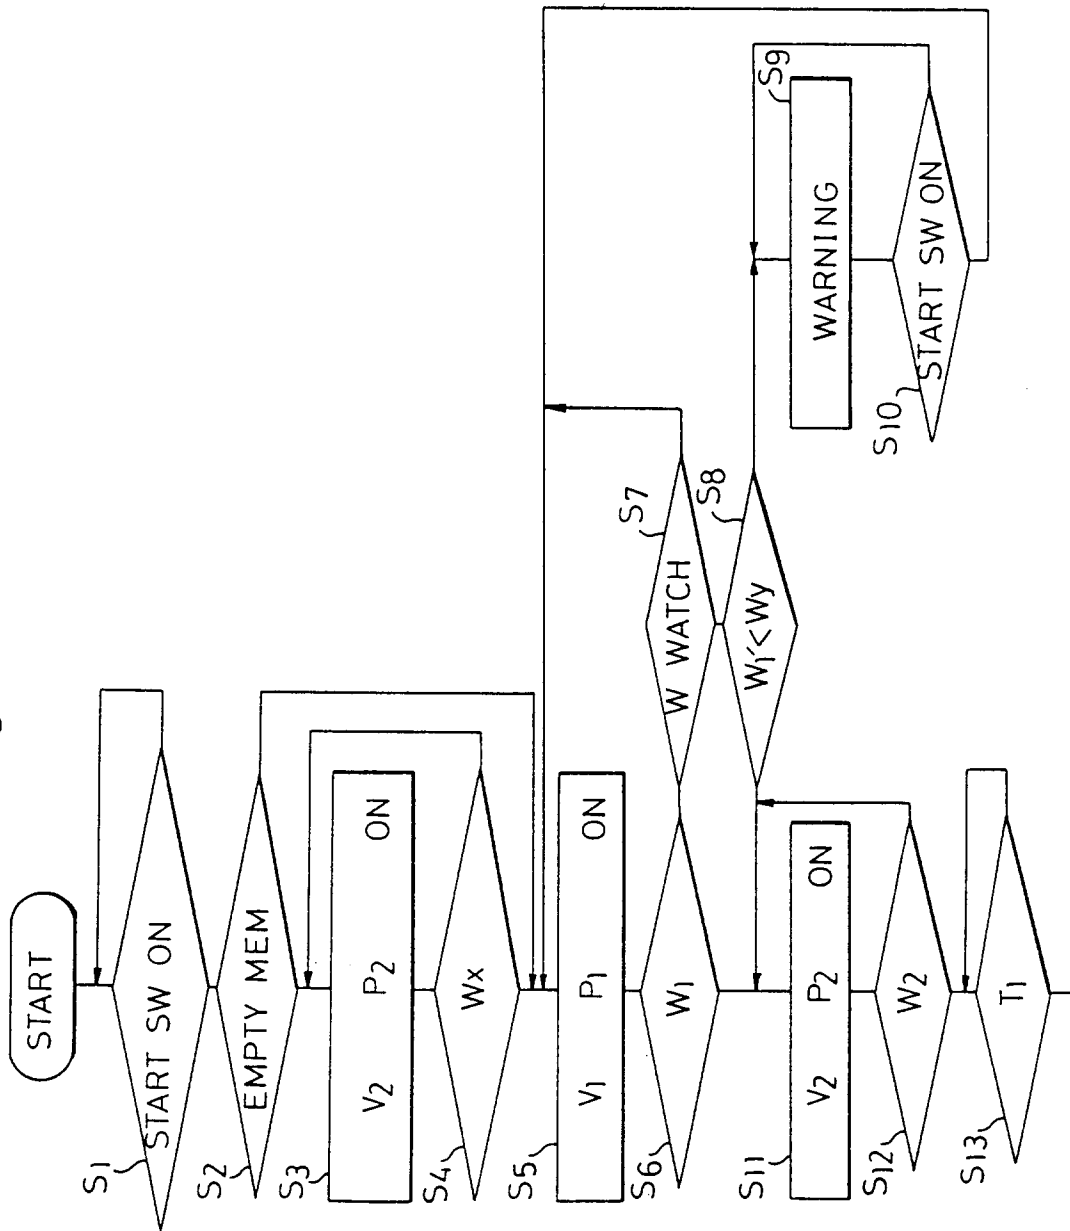 START
S1
START SW ON
S2
EMPTY MEM
S3
V2 P2 ON
S4
Wx
S5
V1 P1 ON
S6
W1
S7
W WATCH
S8
W1'<Wy
S9
WARNING
S10
START SW ON
S11
V2 P2 ON
S12
W2
S13
T1